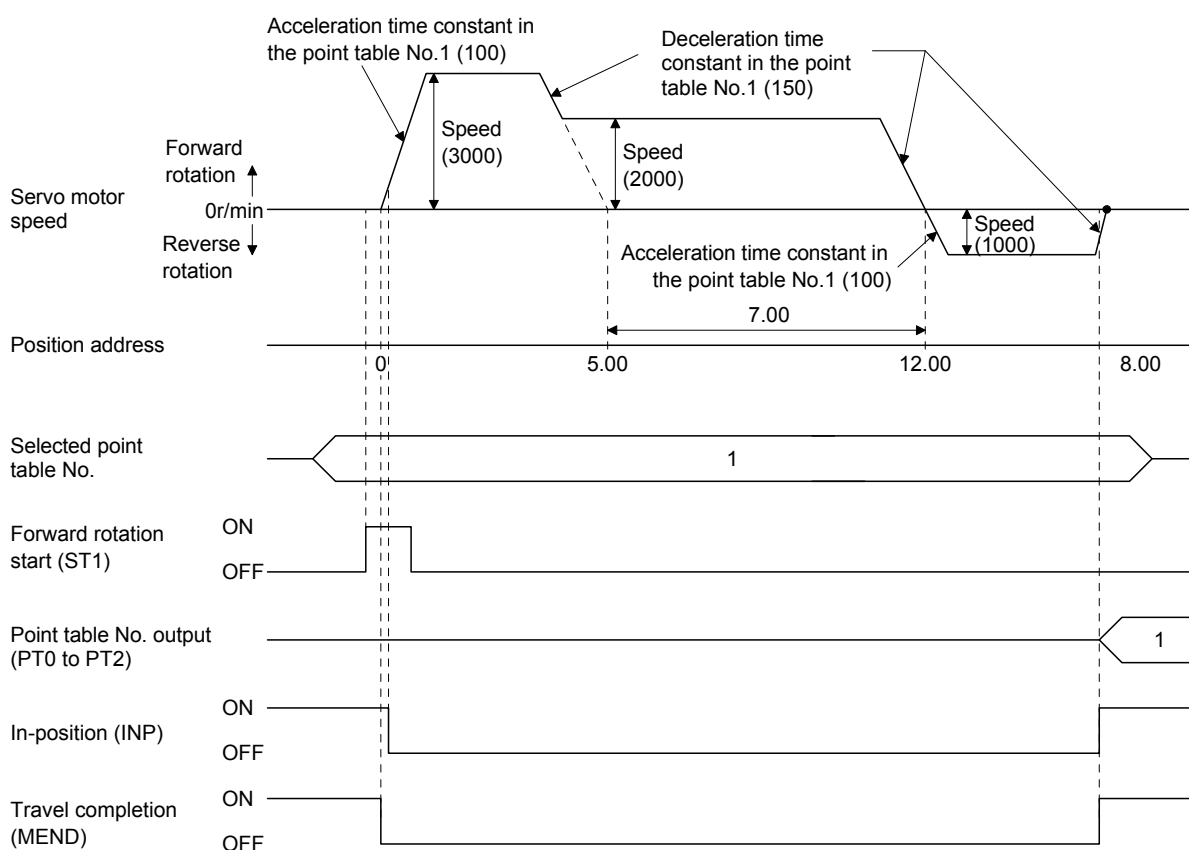 Acceleration time constant in
the point table No.1 (100)
Deceleration time
constant in the point
table No.1 (150)
Speed
(3000)
Speed
(2000)
Forward
rotation
Servo motor
speed
0r/min
Reverse
rotation
Speed
(1000)
Acceleration time constant in
the point table No.1 (100)
7.00
Position address
0
5.00
12.00
8.00
Selected point
table No.
1
Forward rotation
start (ST1)
ON
OFF
Point table No. output
(PT0 to PT2)
1
In-position (INP)
ON
OFF
Travel completion
(MEND)
ON
OFF